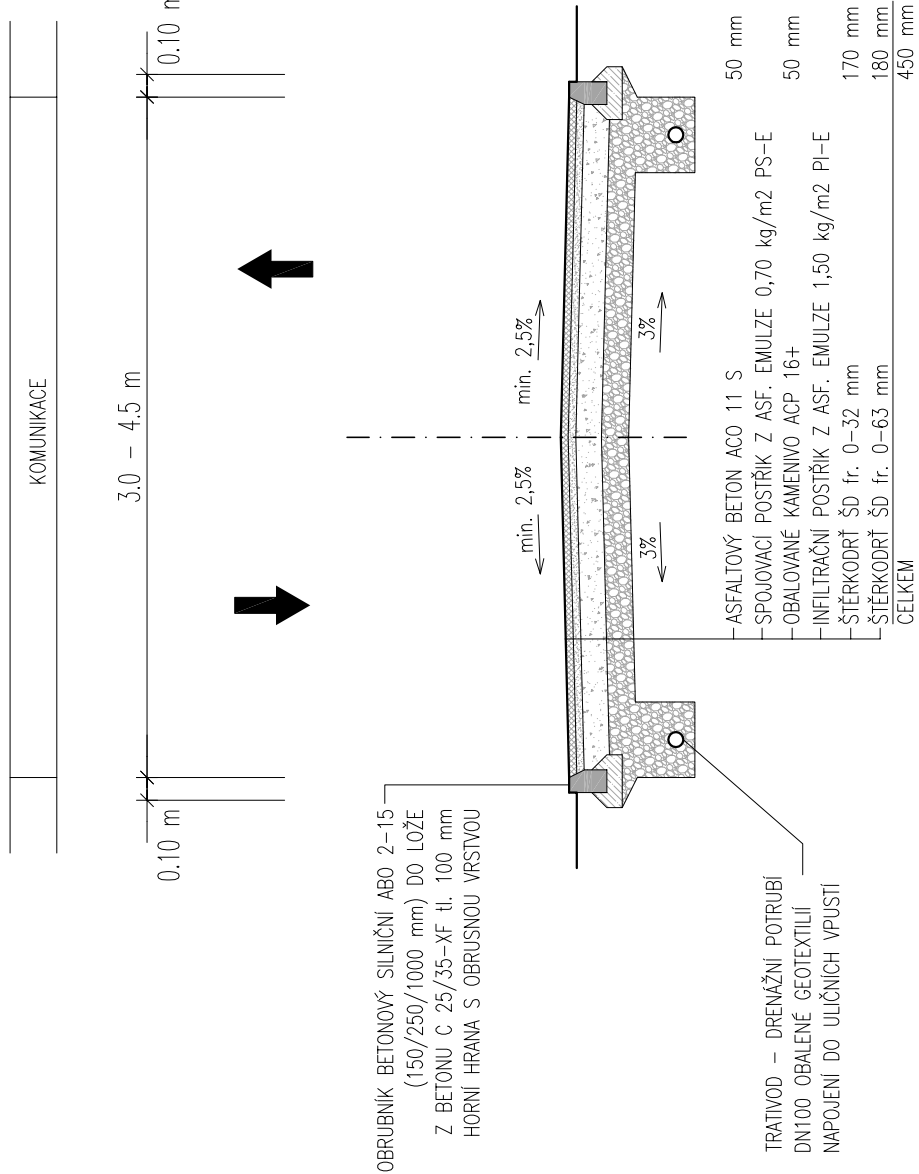 KOMUNIKACE
0.10 m
3.0 – 4.5 m
0.10 m
min. 2,5%
min. 2,5%
3%
3%
OBRUBNÍK BETONOVÝ SILNIČNÍ ABO 2-15
(150/250/1000 mm) DO LOŽE
Z BETONU C 25/35-XF tl. 100 mm
HORNÍ HRANA S OBRUSNOU VRSTVOU
TRATIVOD – DRENÁŽNÍ POTRUBÍ
DN100 OBALENÉ GEOTEXTILIÍ
NAPOJENÍ DO ULIČNÍCH VPUSTÍ
ASFALTOVÝ BETON ACO 11 S 50 mm
SPOJOVACÍ POSTŘIK Z ASF. EMULZE 0,70 kg/m2 PS-E
OBALOVANÉ KAMENIVO ACP 16+ 50 mm
INFILTRAČNÍ POSTŘIK Z ASF. EMULZE 1,50 kg/m2 PI-E
ŠTĚRKODRŤ ŠD fr. 0-32 mm 170 mm
ŠTĚRKODRŤ ŠD fr. 0-63 mm 180 mm
CELKEM 450 mm